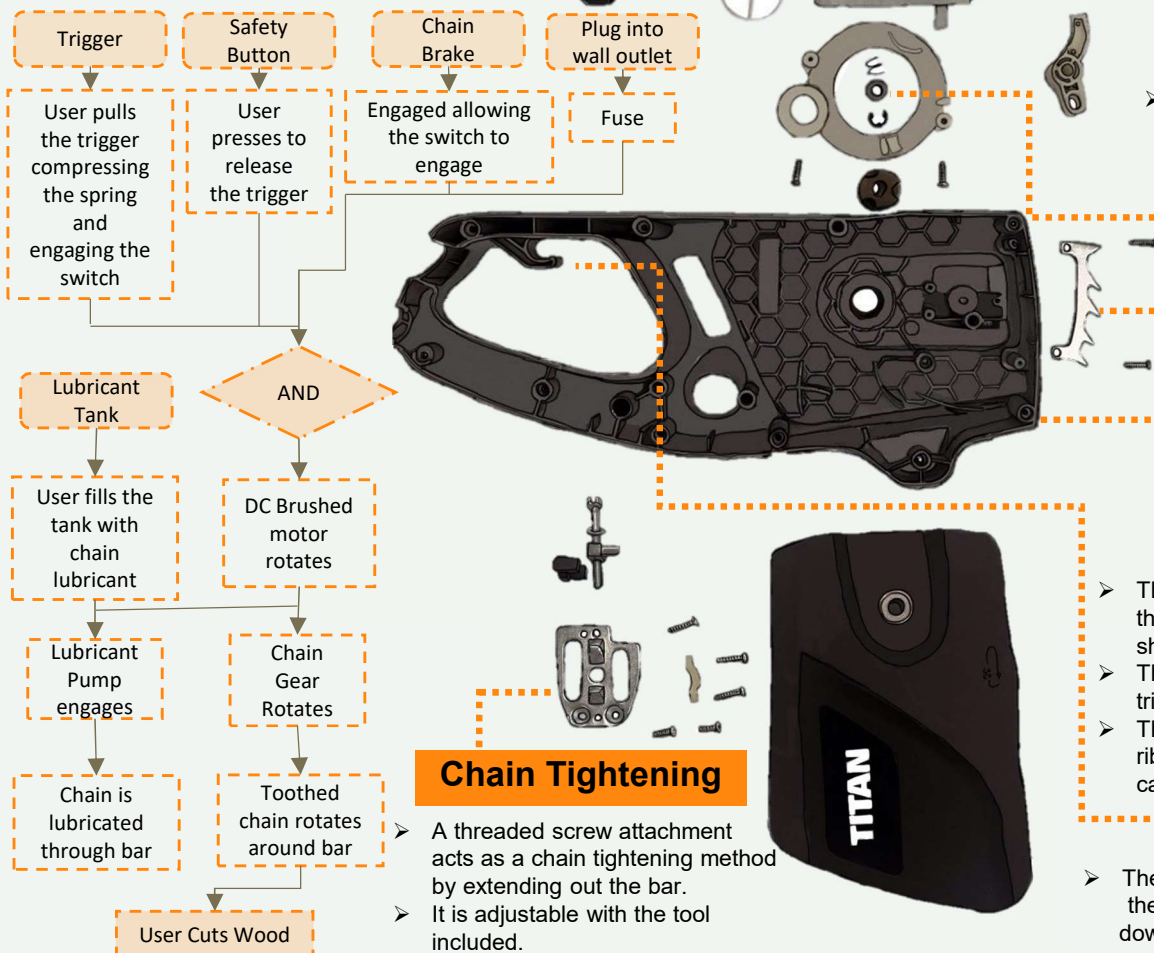 Trigger
Safety
Button
Chain
Brake
Plug into
wall outlet
User pulls
the trigger
compressing
the spring
and
engaging the
switch
User
presses to
release
the trigger
Engaged allowing
the switch to
engage
Fuse
AND
Lubricant
Tank
User fills the
tank with
chain
lubricant
DC Brushed
motor
rotates
Lubricant
Pump
engages
Chain
Gear
Rotates
Chain is
lubricated
through bar
Toothed
chain rotates
around bar
User Cuts Wood
Chain Tightening
➢ A threaded screw attachment
acts as a chain tightening method
by extending out the bar.
➢ It is adjustable with the tool
included.
TITAN